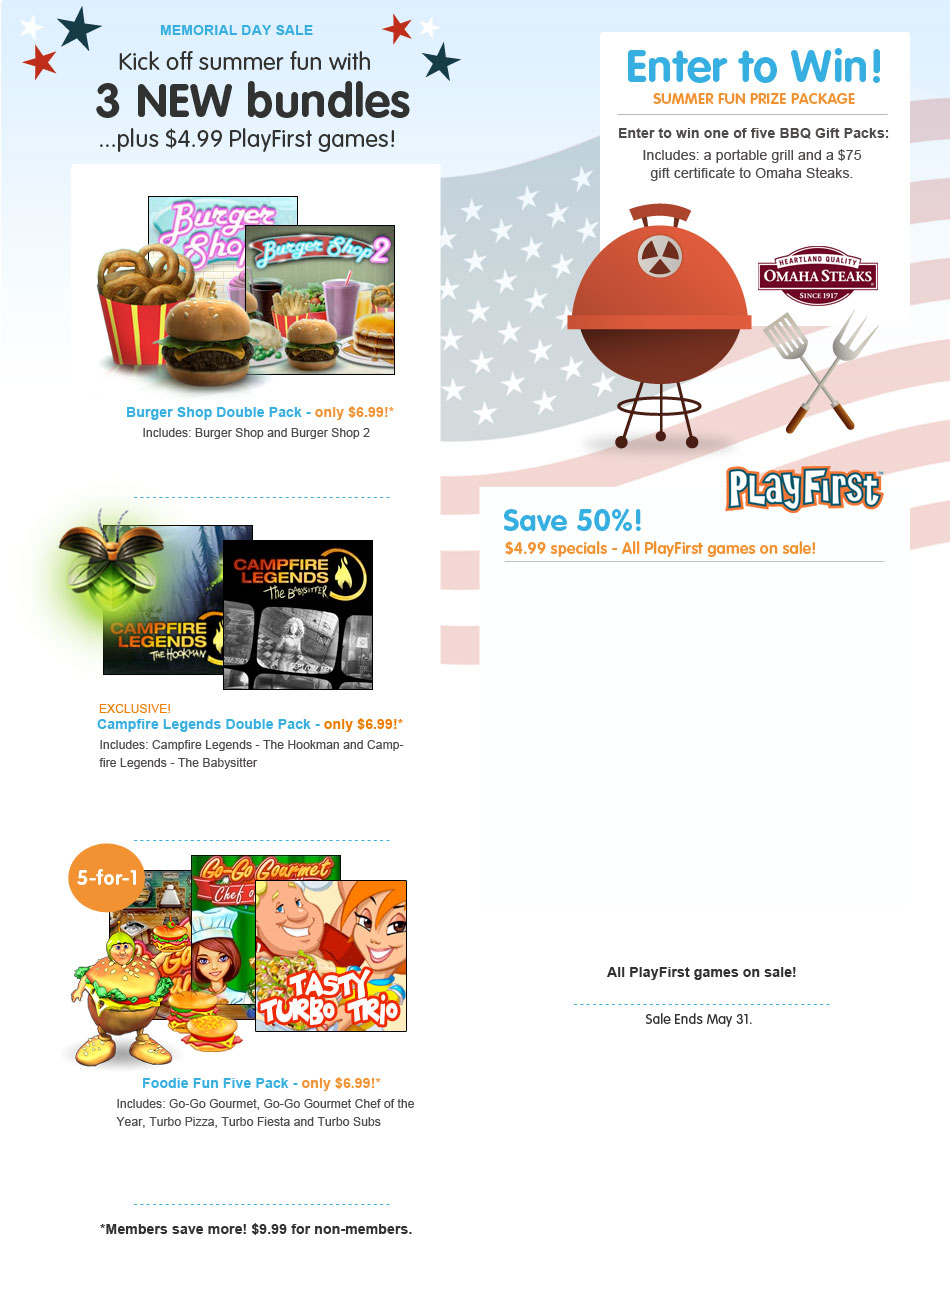 MEMORIAL DAY SALE
Kick off summer fun with
3 NEW bundles
...plus $4.99 PlayFirst games!
Burger
Sho
Burger Shop 2
Burger Shop Double Pack - only $6.99!*
Includes: Burger Shop and Burger Shop 2
CAMPFIRE
LEGENDS
THE HOOKMAN
CAMPFIRE
LEGENDS
The BABYSITTER
EXCLUSIVE!
Campfire Legends Double Pack - only $6.99!*
Includes: Campfire Legends - The Hookman and Camp-
fire Legends - The Babysitter
5-for-1
Go-Go Gourmet
Chef o
TASTY
TURBO TRIO
Foodie Fun Five Pack - only $6.99!*
Includes: Go-Go Gourmet, Go-Go Gourmet Chef of the
Year, Turbo Pizza, Turbo Fiesta and Turbo Subs
*Members save more! $9.99 for non-members.
Enter to Win!
SUMMER FUN PRIZE PACKAGE
Enter to win one of five BBQ Gift Packs:
Includes: a portable grill and a $75
gift certificate to Omaha Steaks.
HEARTLAND QUALITY
OMAHA STEAKS
SINCE 1917
PLAYFIRST
Save 50%!
$4.99 specials - All PlayFirst games on sale!
All PlayFirst games on sale!
Sale Ends May 31.